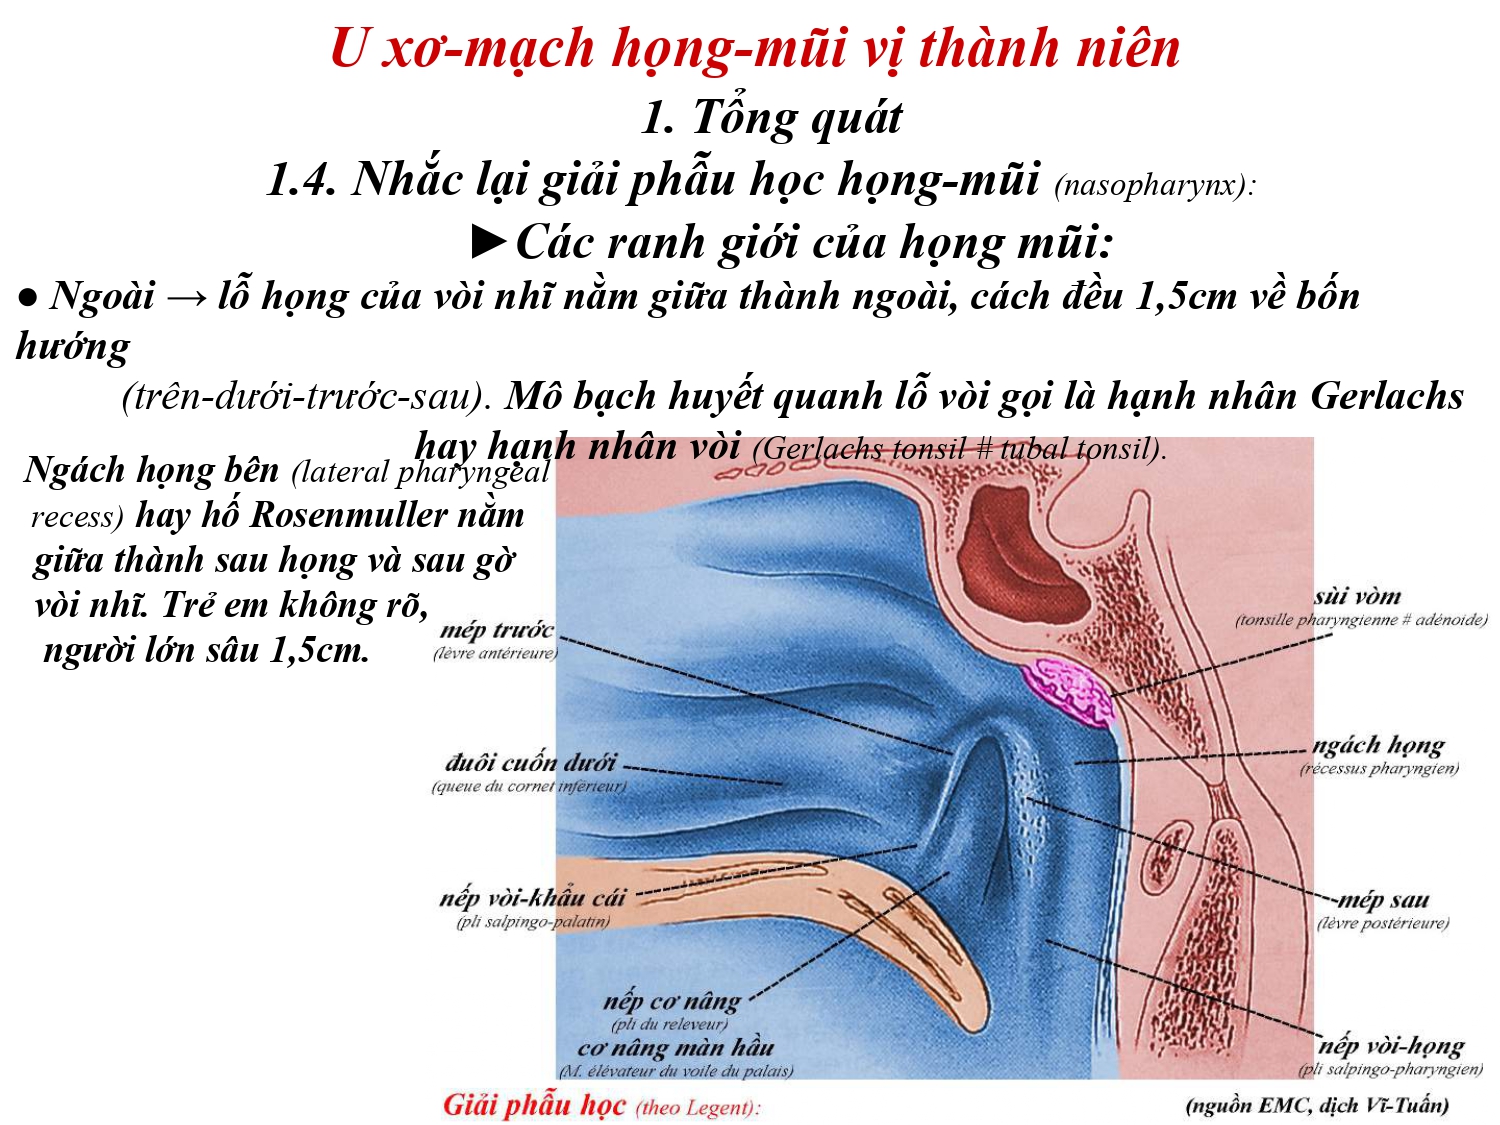 U xơ-mạch họng-mũi vị thành niên
1. Tổng quát
1.4. Nhắc lại giải phẫu học họng-mũi (nasopharynx):
►Các ranh giới của họng mũi:
● Ngoài → lỗ họng của vòi nhĩ nằm giữa thành ngoài, cách đều 1,5cm về bốn
hướng
(trên-dưới-trước-sau). Mô bạch huyết quanh lỗ vòi gọi là hạnh nhân Gerlachs
hay hạnh nhân vòi (Gerlachs tonsil # tubal tonsil).
Ngách họng bên (lateral pharyngeal
recess) hay hố Rosenmuller nằm
giữa thành sau họng và sau gờ
vòi nhĩ. Trẻ em không rõ,
người lớn sâu 1,5cm.
mép trước
(lèvre antérieure)
đuôi cuốn dưới
(queue du cornet inférieur)
nếp vòi-khẩu cái
(pli salpingo-palatin)
nếp cơ nâng
(pli du releveur)
cơ nâng màn hầu
(M. élévateur du voile du palais)
sùi vòm
(tonsille pharyngienne # adénoide)
ngách họng
(récessus pharyngien)
mép sau
(lèvre postérieure)
nếp vòi-họng
(pli salpingo-pharyngien)
Giải phẫu học (theo Legent):
(nguồn EMC, dịch Vĩ-Tuấn)